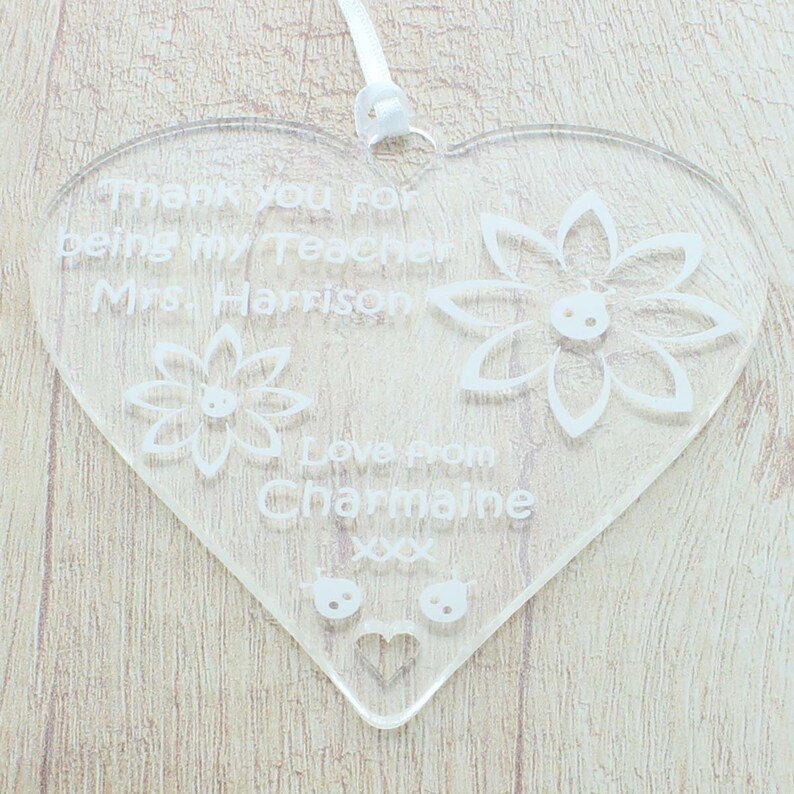 Thank you for
being my Teacher
Mrs. Harrison
Love from
Charmaine
xxx